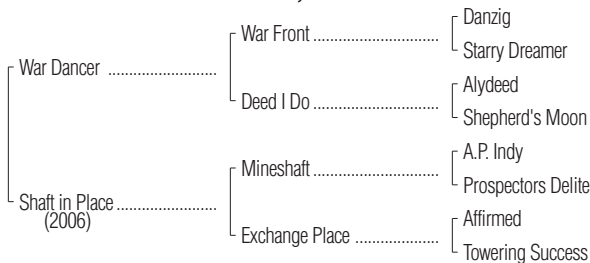 Danzig
War Front ........................
Starry Dreamer
War Dancer ........................
Alydeed
Deed I Do ........................
Shepherd's Moon
A.P. Indy
Mineshaft ........................
Prospectors Delite
Shaft in Place ......................
(2006)
Affirmed
Exchange Place ..................
Towering Success